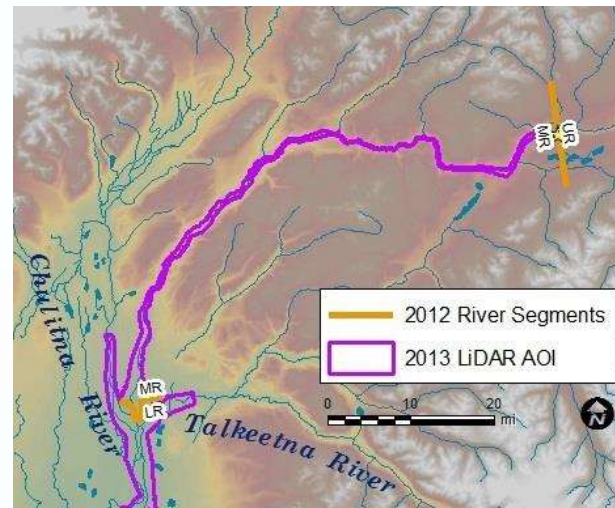 UR
MR
Chulitna
River
2012 River Segments
2013 LiDAR AOI
MR
LR
0 10 20
mi
N
Talkeetna River